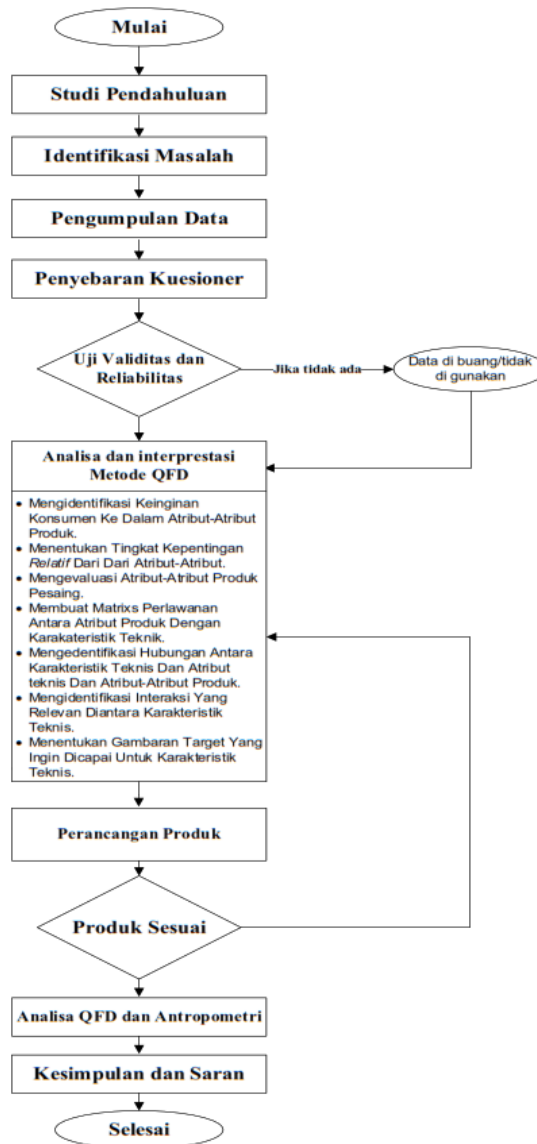 Mulai
Studi Pendahuluan
Identifikasi Masalah
Pengumpulan Data
Penyebaran Kuesioner
Uji Validitas dan
Reliabilitas
Jika tidak ada
Data di buang/tidak
di gunakan
Analisa dan interprestasi
Metode QFD
• Mengidentifikasi Keinginan
Konsumen Ke Dalam Atribut-Atribut
Produk.
• Menentukan Tingkat Kepentingan
Relatif Dari Dari Atribut-Atribut.
• Mengevaluasi Atribut-Atribut Produk
Pesaing.
• Membuat Matrixs Perlawanan
Antara Atribut Produk Dengan
Karakateristik Teknik.
• Mengedentifikasi Hubungan Antara
Karakteristik Teknis Dan Atribut
teknis Dan Atribut-Atribut Produk.
• Mengidentifikasi Interaksi Yang
Relevan Diantara Karakteristik
Teknis.
• Menentukan Gambaran Target Yang
Ingin Dicapai Untuk Karakteristik
Teknis.
Perancangan Produk
Produk Sesuai
Analisa QFD dan Antropometri
Kesimpulan dan Saran
Selesai